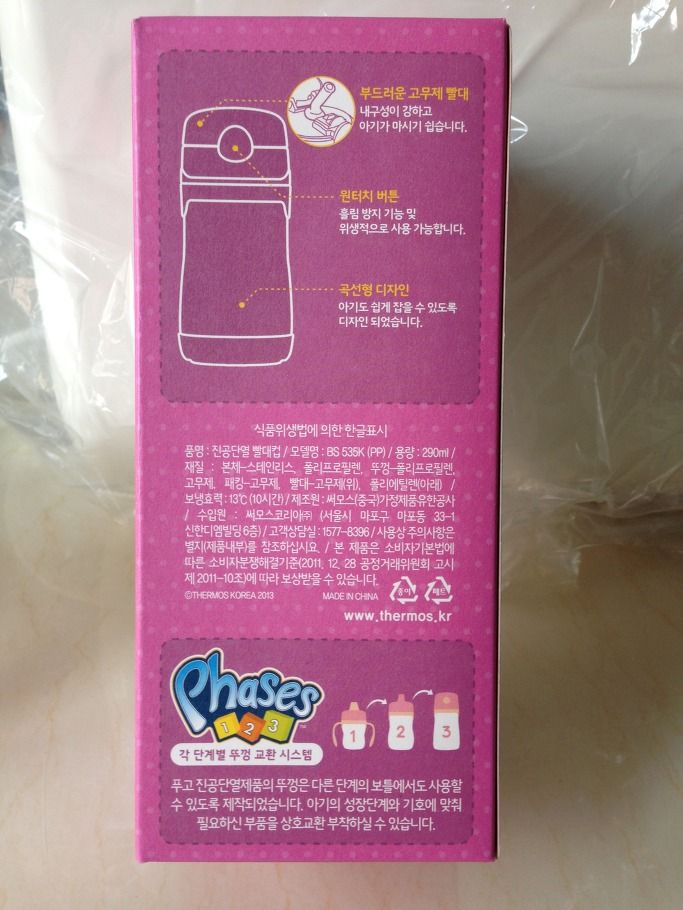 부드러운 고무제 빨대
내구성이 강하고
아기가 마시기 쉽습니다.
원터치 버튼
흘림 방지 기능 및
위생적으로 사용 가능합니다.
곡선형 디자인
아기도 쉽게 잡을 수 있도록
디자인 되었습니다.
식품위생법에 의한 한글표시
품명 : 진공단열 빨대컵 / 모델명 : BS 535K (PP) / 용량 : 290ml /
재질 : 본체-스테인리스, 폴리프로필렌, 뚜껑-폴리프로필렌,
고무제, 패킹-고무제, 빨대-고무제(위), 폴리에틸렌(아래) /
보냉효력 : 13℃ (10시간) / 제조원 : 써모스(중국)가정제품유한공사
/ 수입원 : 써모스코리아㈜ (서울시 마포구 마포동 33-1
신한디엠빌딩 6층) / 고객상담실 : 1577-8396 / 사용상 주의사항은
별지(제품내부)를 참조하십시요. / 본 제품은 소비자기본법에
따른 소비자분쟁해결기준(2011. 12. 28 공정거래위원회 고시
제 2011-10조)에 따라 보상받을 수 있습니다.
©THERMOS KOREA 2013 MADE IN CHINA 종이 페트
www.thermos.kr
Phases
1 2 3 ™
각 단계별 뚜껑 교환 시스템
1 2 3
푸고 진공단열제품의 뚜껑은 다른 단계의 보틀에서도 사용할
수 있도록 제작되었습니다. 아기의 성장단계와 기호에 맞춰
필요하신 부품을 상호교환 부착하실 수 있습니다.